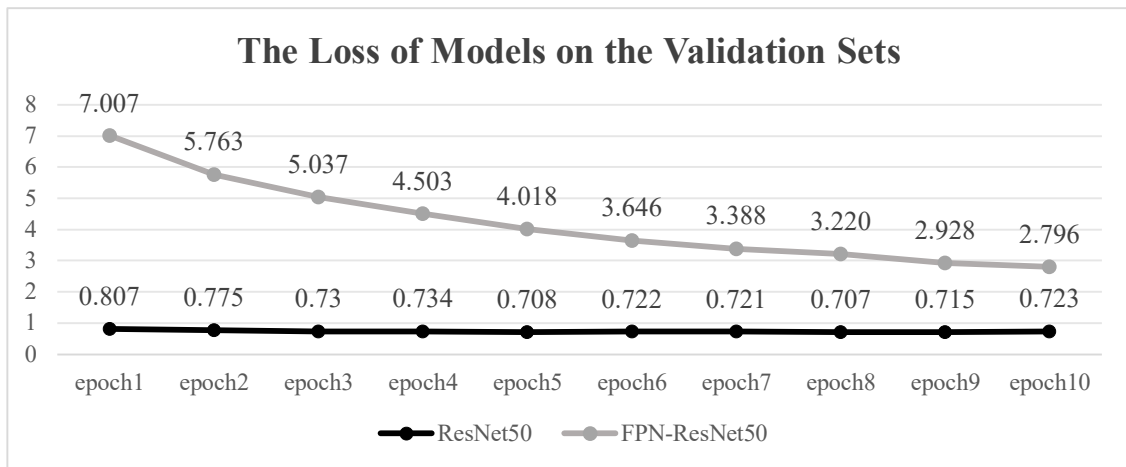 The Loss of Models on the Validation Sets
8
7
6
5
4
3
2
1
0
7.007 5.763 5.037 4.503 4.018 3.646 3.388 3.220 2.928 2.796
0.807 0.775 0.73 0.734 0.708 0.722 0.721 0.707 0.715 0.723
epoch1 epoch2 epoch3 epoch4 epoch5 epoch6 epoch7 epoch8 epoch9 epoch10
ResNet50 FPN-ResNet50